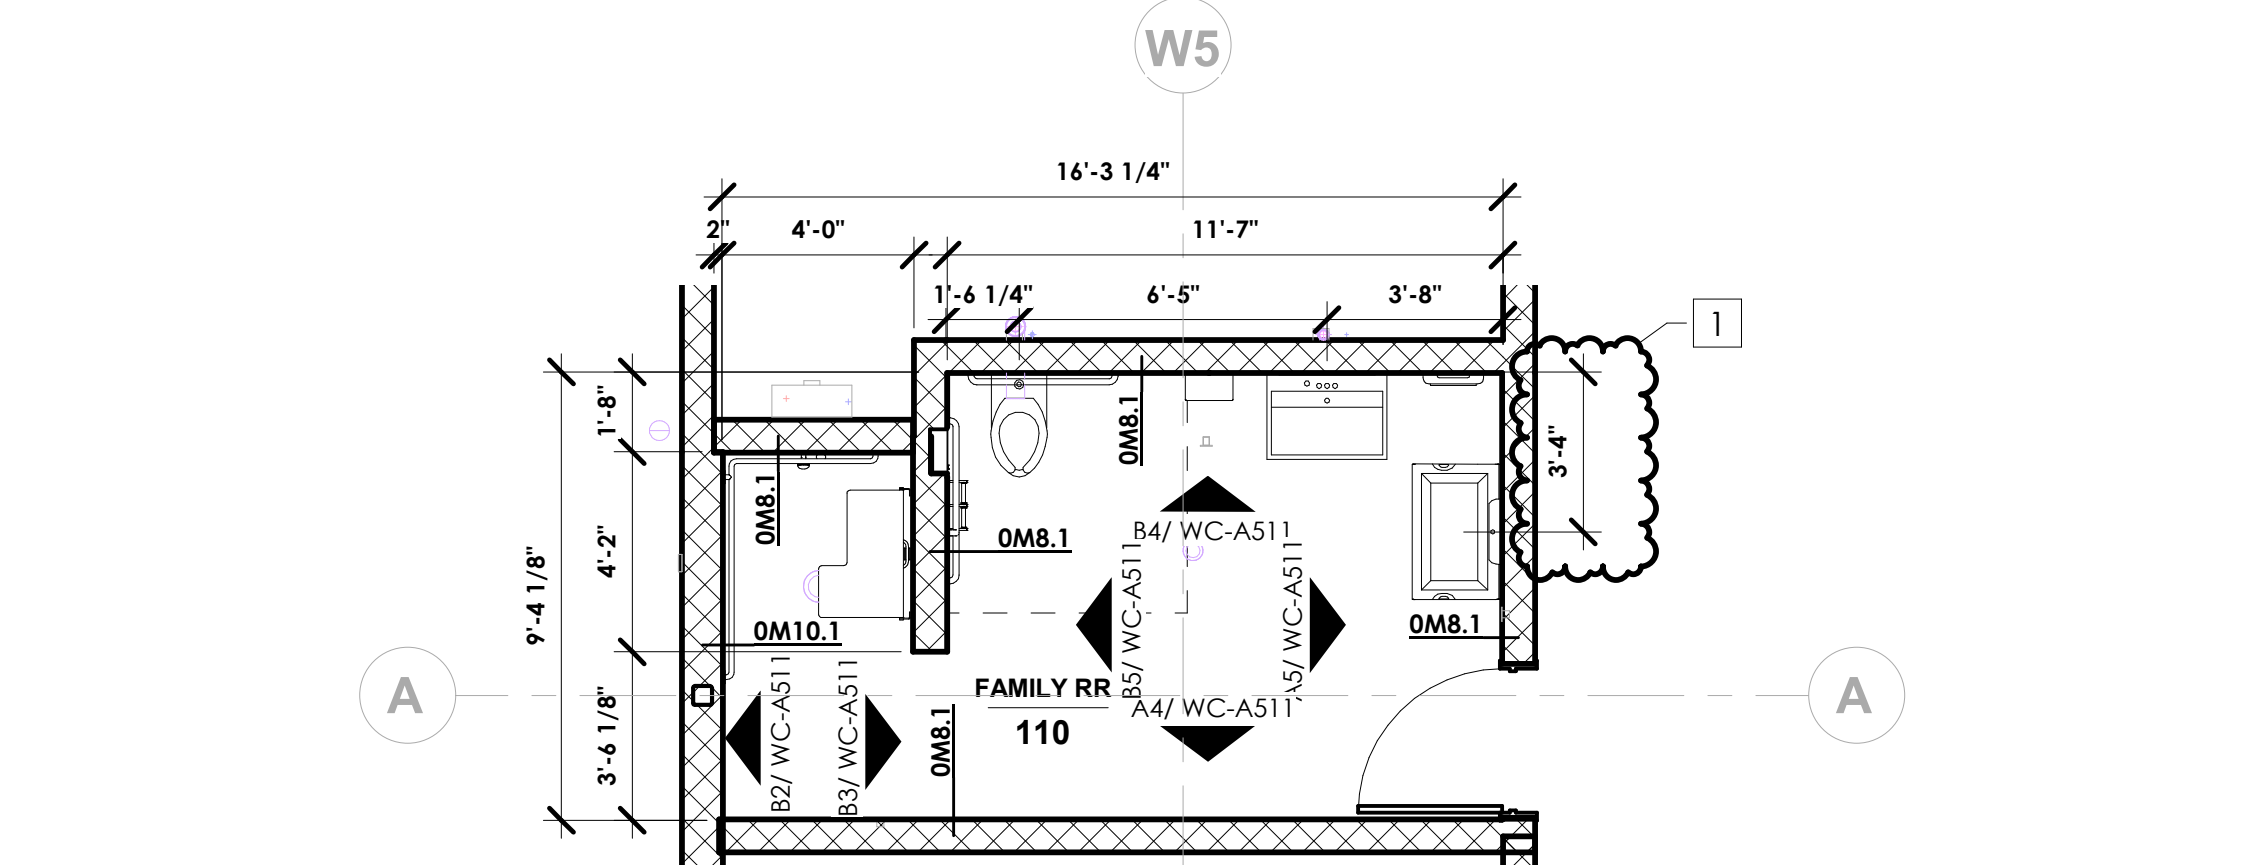 W5
16'-3 1/4"
2"
4'-0"
11'-7"
1'-6 1/4"
6'-5"
3'-8"
1
1'-8"
0M8.1
3'-4"
0M8.1
4'-2"
9'-4 1/8"
0M8.1
B4/ WC-A511
B5/ WC-A511
A5/ WC-A511
A4/ WC-A511
0M8.1
0M10.1
A
FAMILY RR
110
A
3'-6 1/8"
B2/ WC-A511
B3/ WC-A511
0M8.1